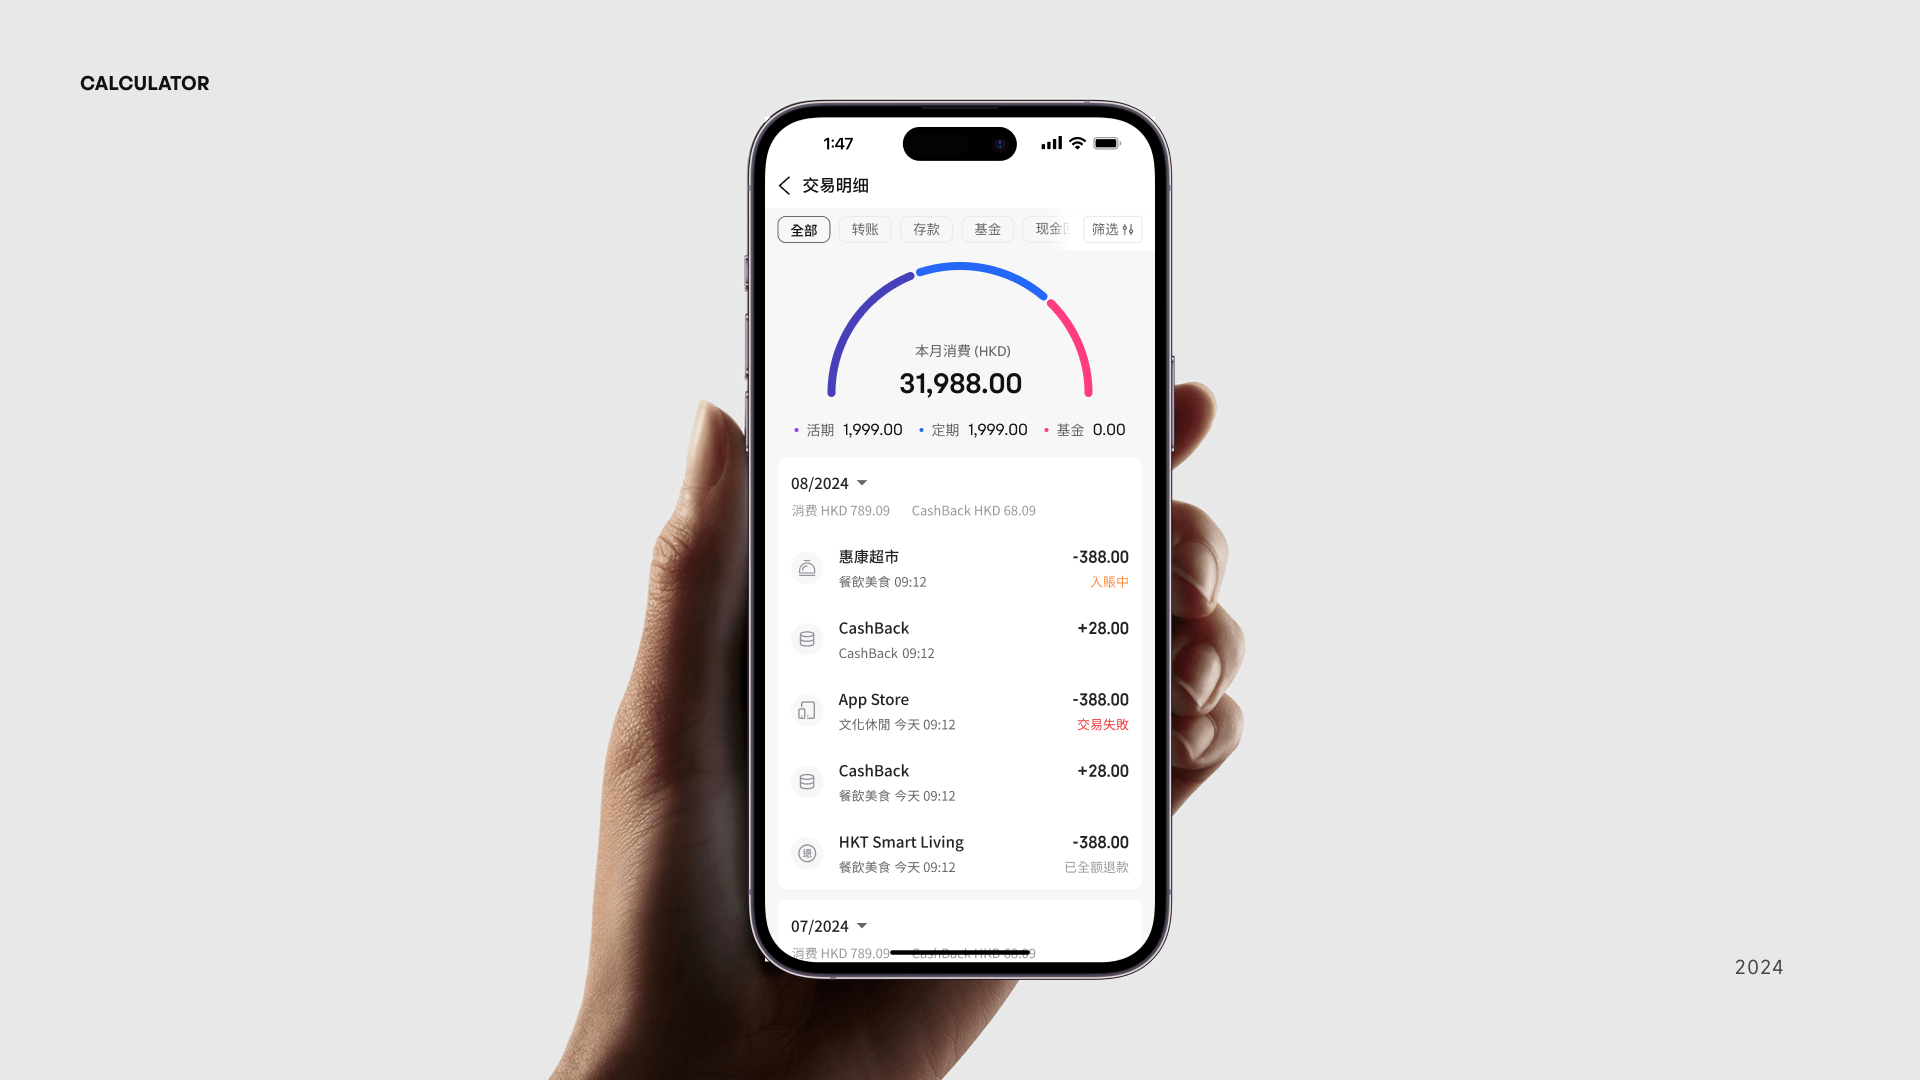 CALCULATOR
1:47
交易明细
全部 转账 存款 基金 现金 筛选
本月消費 (HKD)
31,988.00
活期 1,999.00 定期 1,999.00 基金 0.00
08/2024
消费 HKD 789.09 CashBack HKD 68.09
惠康超市 -388.00
餐飲美食 09:12 入賬中
CashBack +28.00
CashBack 09:12
App Store -388.00
文化休閒 今天 09:12 交易失敗
CashBack +28.00
餐飲美食 今天 09:12
HKT Smart Living -388.00
退 餐飲美食 今天 09:12 已全额退款
07/2024
消费 HKD 789.09 CashBack HKD 68.09
2024